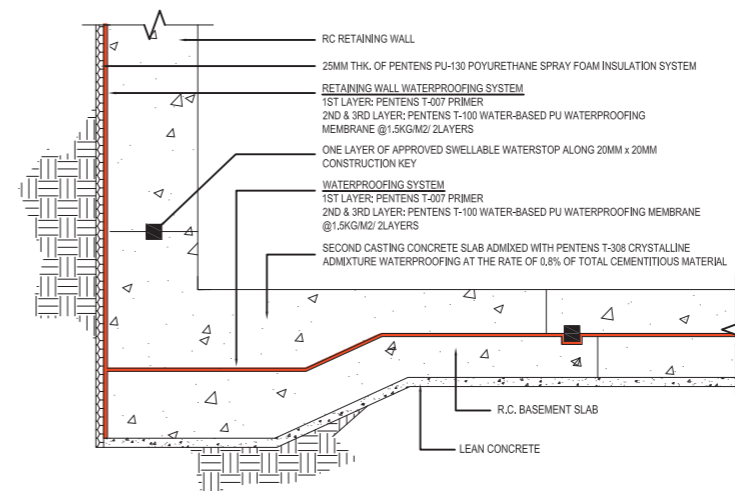 RC RETAINING WALL
25MM THK. OF PENTENS PU-130 POYURETHANE SPRAY FOAM INSULATION SYSTEM
RETAINING WALL WATERPROOFING SYSTEM
1ST LAYER: PENTENS T-007 PRIMER
2ND & 3RD LAYER: PENTENS T-100 WATER-BASED PU WATERPROOFING
MEMBRANE @1.5KG/M2/ 2LAYERS
ONE LAYER OF APPROVED SWELLABLE WATERSTOP ALONG 20MM x 20MM
CONSTRUCTION KEY
WATERPROOFING SYSTEM
1ST LAYER: PENTENS T-007 PRIMER
2ND & 3RD LAYER: PENTENS T-100 WATER-BASED PU WATERPROOFING MEMBRANE
@1.5KG/M2/ 2LAYERS
SECOND CASTING CONCRETE SLAB ADMIXED WITH PENTENS T-308 CRYSTALLINE
ADMIXTURE WATERPROOFING AT THE RATE OF 0,8% OF TOTAL CEMENTITIOUS MATERIAL
R.C. BASEMENT SLAB
LEAN CONCRETE